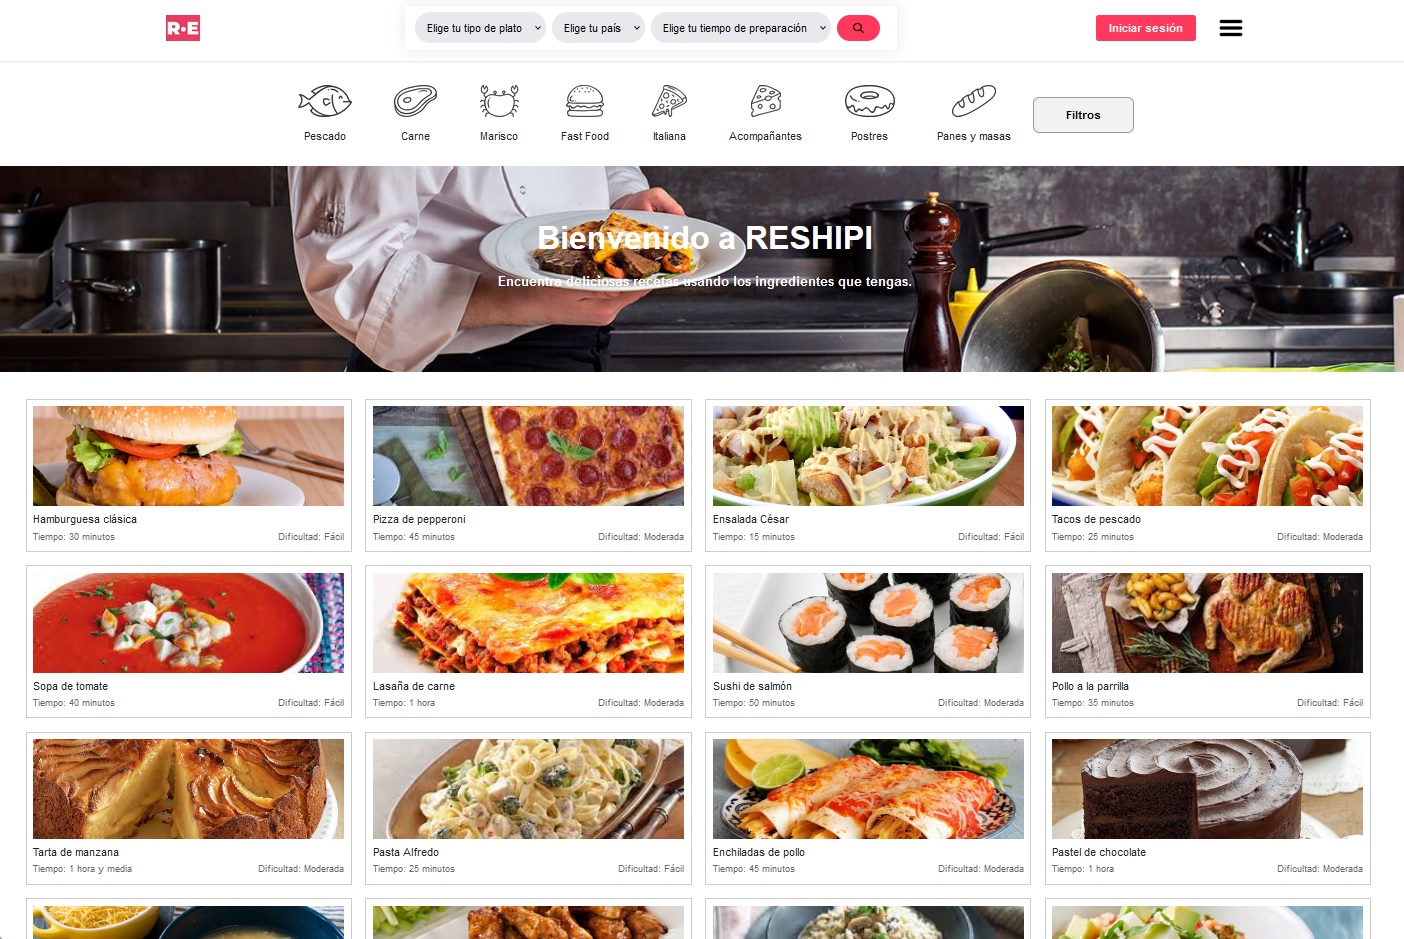 R•E
Elige tu tipo de plato
Elige tu país
Elige tu tiempo de preparación
Iniciar sesión
Pescado
Carne
Marisco
Fast Food
Italiana
Acompañantes
Postres
Panes y masas
Filtros
Bienvenido a RESHIPI
Encuentra deliciosas recetas usando los ingredientes que tengas.
Hamburguesa clásica
Tiempo: 30 minutos
Dificultad: Fácil
Pizza de pepperoni
Tiempo: 45 minutos
Dificultad: Moderada
Ensalada César
Tiempo: 15 minutos
Dificultad: Fácil
Tacos de pescado
Tiempo: 25 minutos
Dificultad: Moderada
Sopa de tomate
Tiempo: 40 minutos
Dificultad: Fácil
Lasaña de carne
Tiempo: 1 hora
Dificultad: Moderada
Sushi de salmón
Tiempo: 50 minutos
Dificultad: Moderada
Pollo a la parrilla
Tiempo: 35 minutos
Dificultad: Fácil
Tarta de manzana
Tiempo: 1 hora y media
Dificultad: Moderada
Pasta Alfredo
Tiempo: 25 minutos
Dificultad: Fácil
Enchiladas de pollo
Tiempo: 45 minutos
Dificultad: Moderada
Pastel de chocolate
Tiempo: 1 hora
Dificultad: Moderada